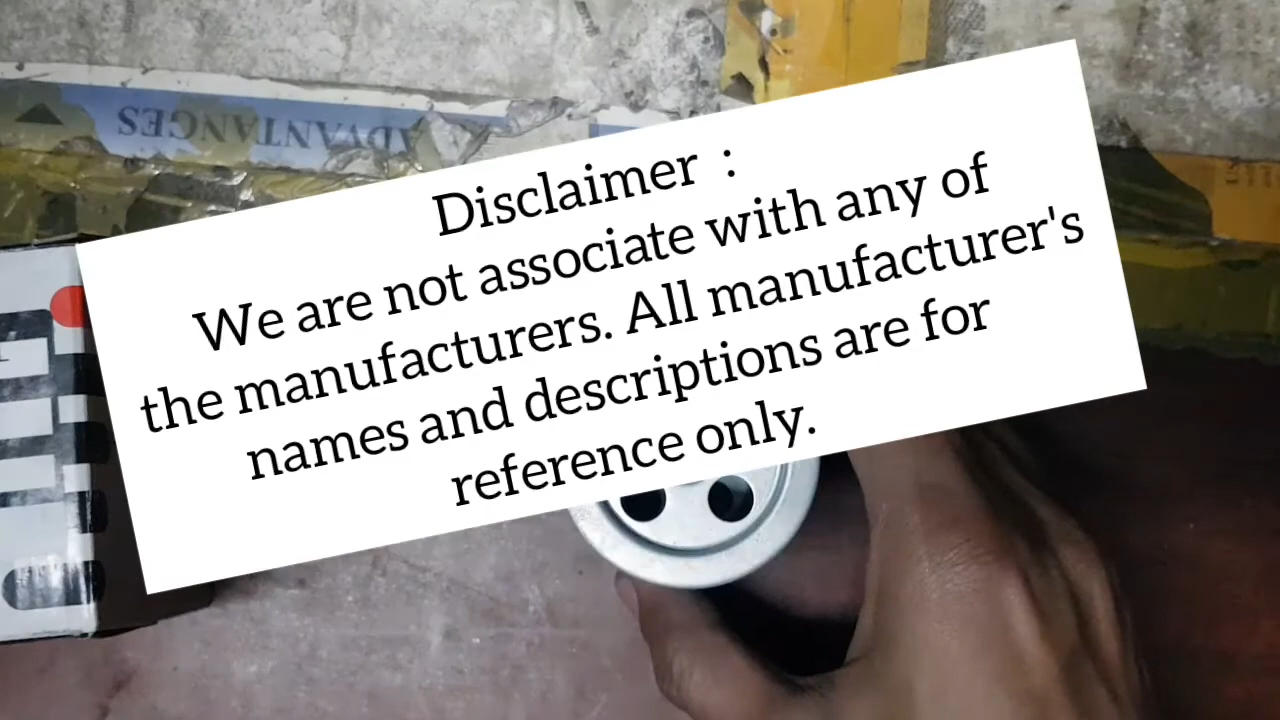 ADVANTANCES
Disclaimer :
We are not associate with any of
the manufacturers. All manufacturer's
names and descriptions are for
reference only.